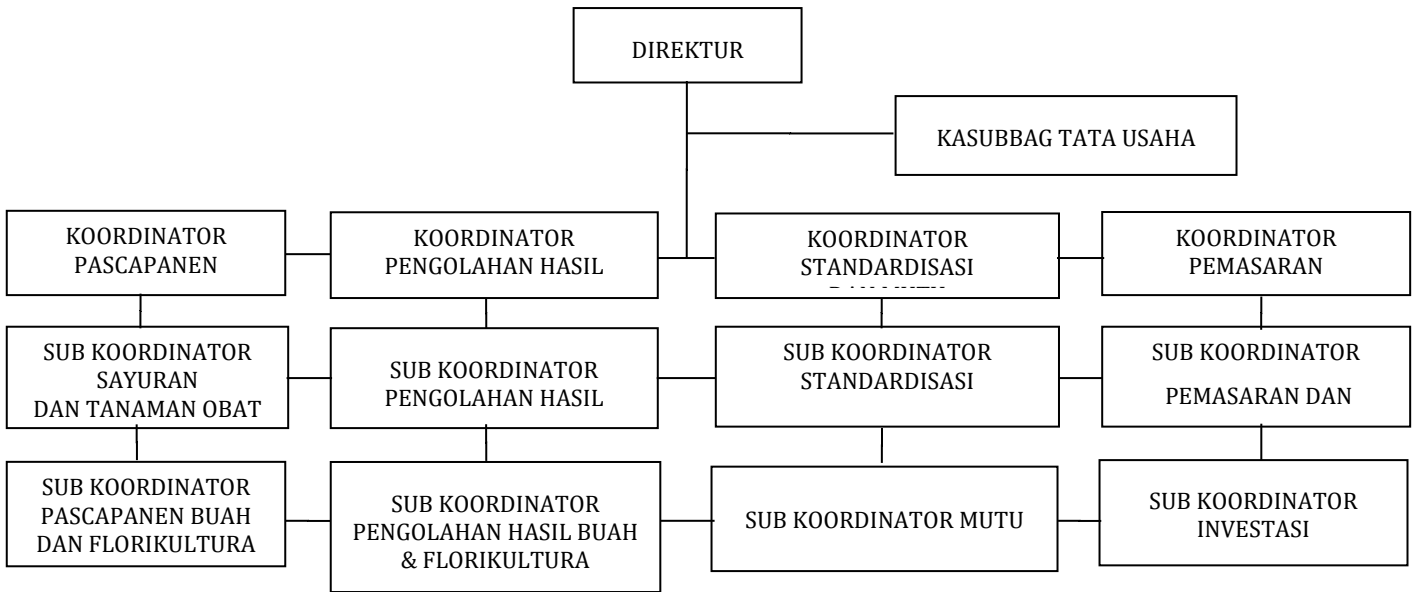 DIREKTUR
KASUBBAG TATA USAHA
KOORDINATOR
PASCAPANEN
KOORDINATOR
PENGOLAHAN HASIL
KOORDINATOR
STANDARDISASI
KOORDINATOR
PEMASARAN
SUB KOORDINATOR
SAYURAN
DAN TANAMAN OBAT
SUB KOORDINATOR
PENGOLAHAN HASIL
SUB KOORDINATOR
STANDARDISASI
SUB KOORDINATOR
PEMASARAN DAN
SUB KOORDINATOR
PASCAPANEN BUAH
DAN FLORIKULTURA
SUB KOORDINATOR
PENGOLAHAN HASIL BUAH
& FLORIKULTURA
SUB KOORDINATOR MUTU
SUB KOORDINATOR
INVESTASI